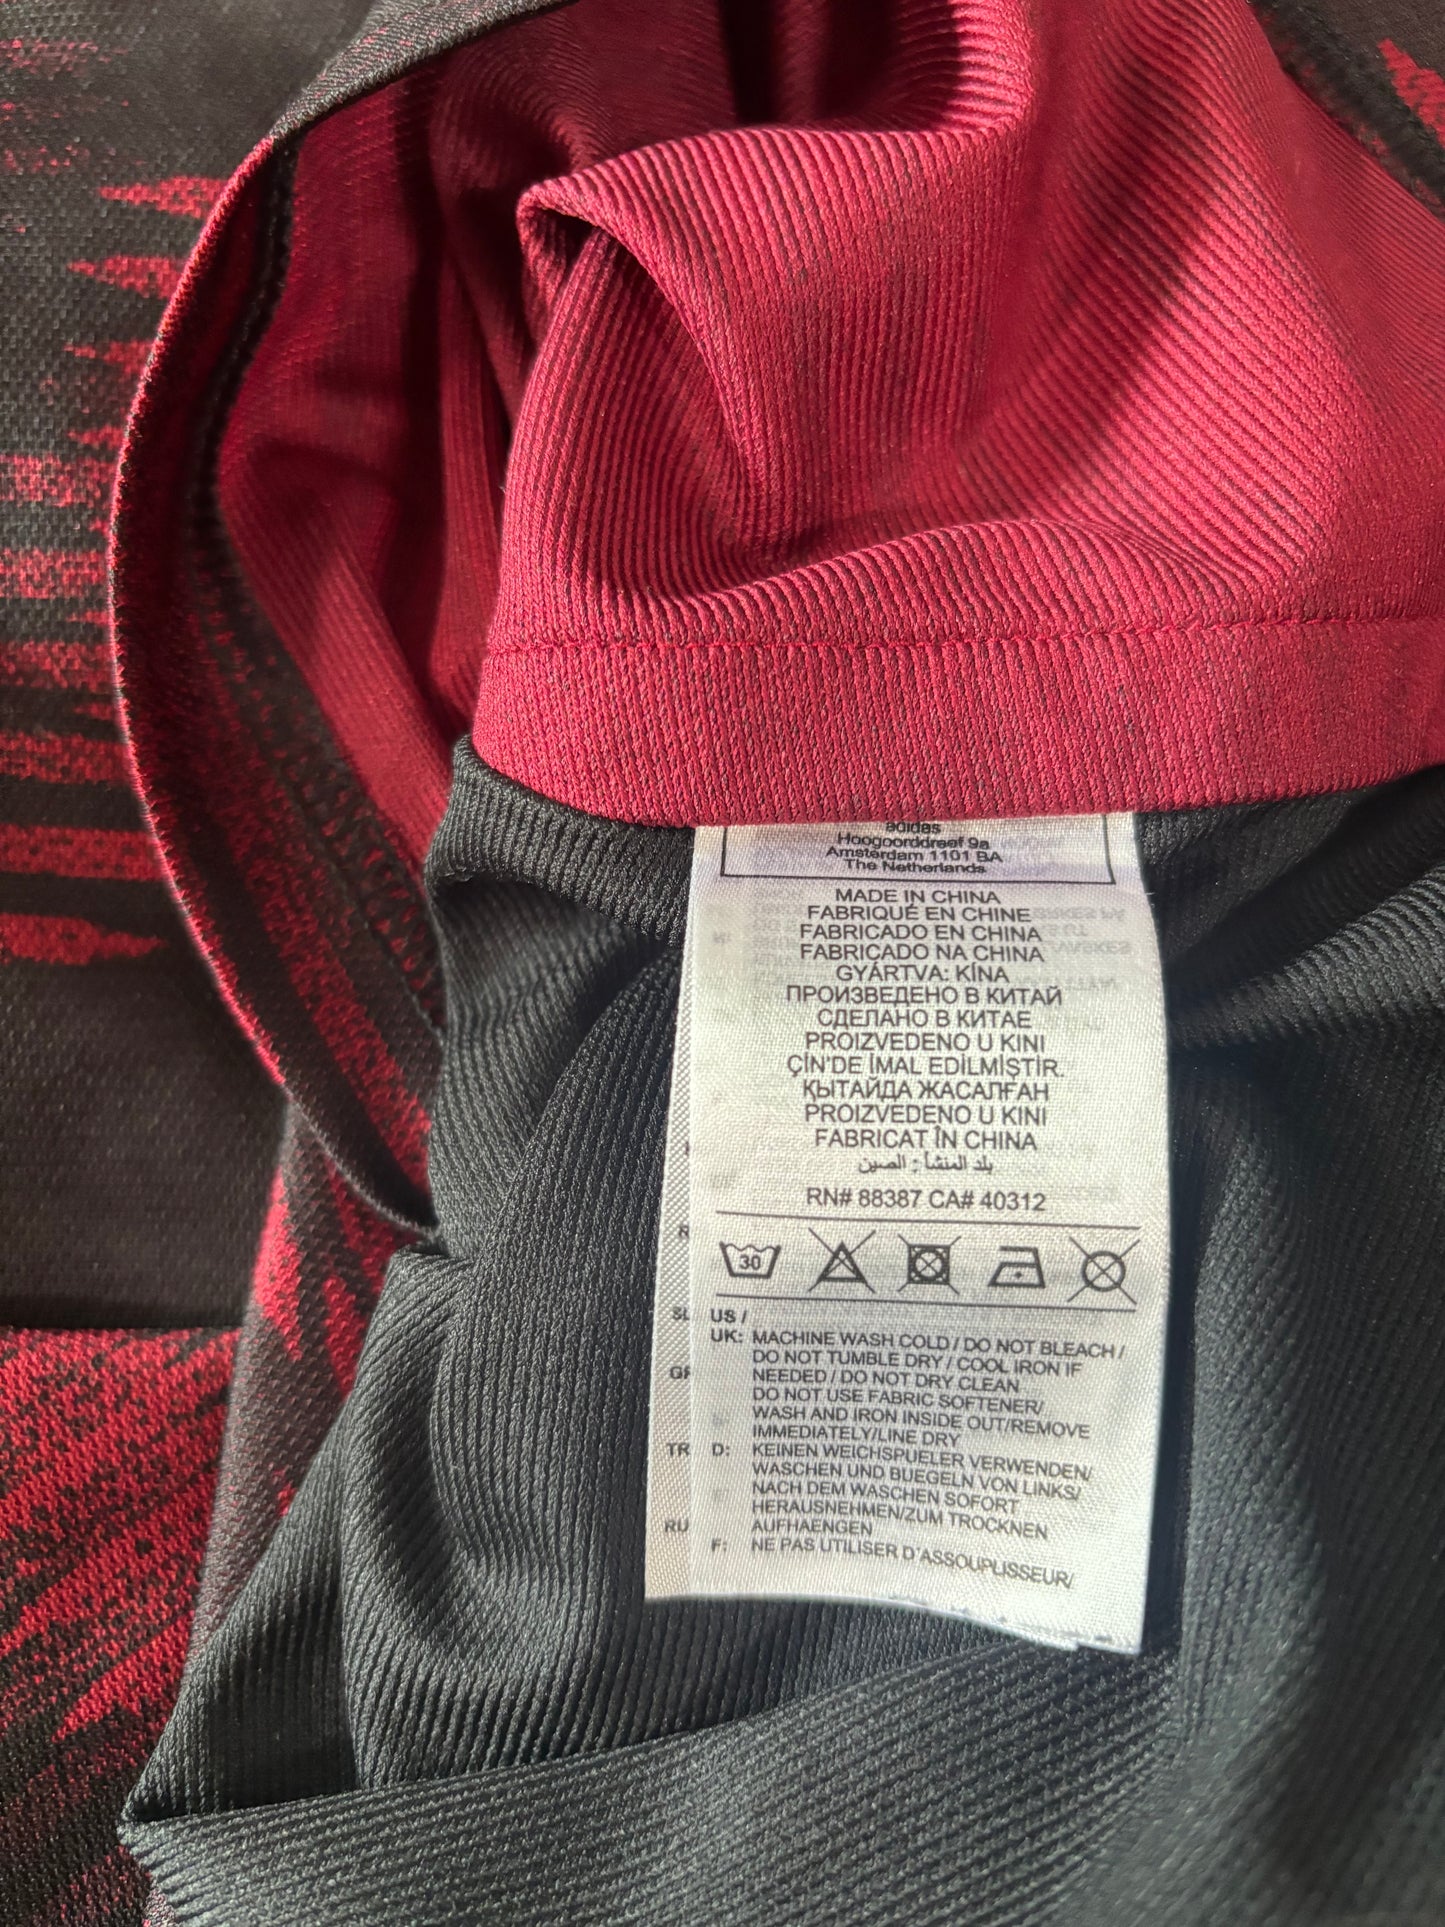 adidas
Hoogoorddreef 9a
Amsterdam 1101 BA
The Netherlands
MADE IN CHINA
FABRIQUÉ EN CHINE
FABRICADO EN CHINA
FABRICADO NA CHINA
GYÁRTVA: KÍNA
ПРОИЗВЕДЕНО В КИТАЙ
СДЕЛАНО В КИТАЕ
PROIZVEDENO U KINI
ÇİN'DE İMAL EDİLMİŞTİR.
ҚЫТАЙДА ЖАСАЛҒАН
PROIZVEDENO U KINI
FABRICAT ÎN CHINA
بلد المنشأ: الصين
RN# 88387 CA# 40312
30
US /
UK: MACHINE WASH COLD / DO NOT BLEACH /
DO NOT TUMBLE DRY / COOL IRON IF
NEEDED / DO NOT DRY CLEAN
DO NOT USE FABRIC SOFTENER/
WASH AND IRON INSIDE OUT/REMOVE
IMMEDIATELY/LINE DRY
D: KEINEN WEICHSPUELER VERWENDEN/
WASCHEN UND BUEGELN VON LINKS/
NACH DEM WASCHEN SOFORT
HERAUSNEHMEN/ZUM TROCKNEN
AUFHAENGEN
F: NE PAS UTILISER D'ASSOUPLISSEUR/
SL
TR
RU